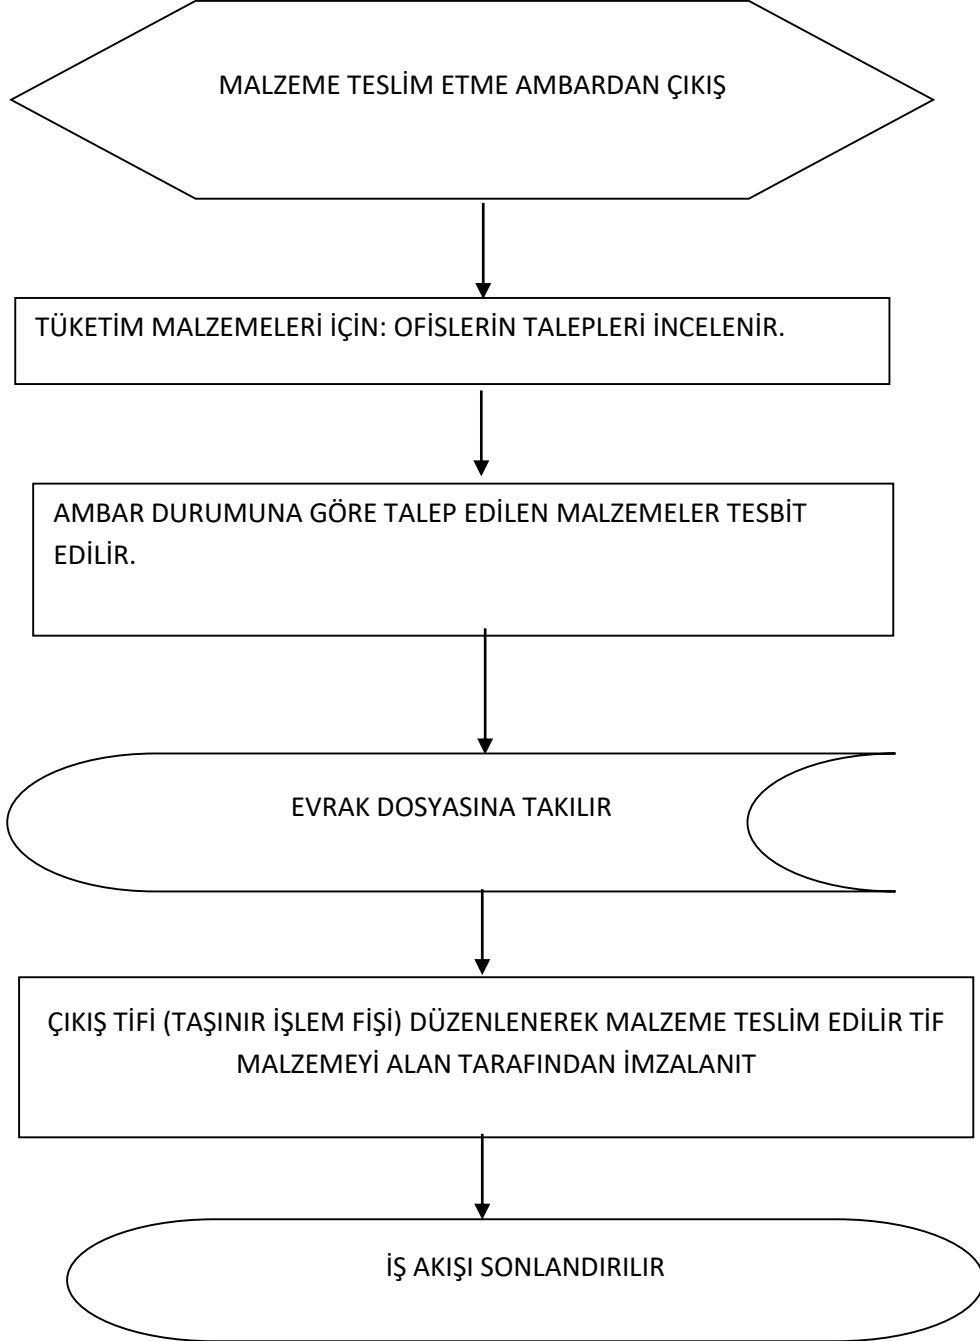 MALZEME TESLİM ETME AMBARDAN ÇIKIŞ
TÜKETİM MALZEMELERİ İÇİN: OFİSLERİN TALEPLERİ İNCELENİR.
AMBAR DURUMUNA GÖRE TALEP EDİLEN MALZEMELER TESBİT
EDİLİR.
EVRAK DOSYASINA TAKILIR
ÇIKIŞ TİFİ (TAŞINIR İŞLEM FİŞİ) DÜZENLENEREK MALZEME TESLİM EDİLİR TİF
MALZEMEYİ ALAN TARAFINDAN İMZALANIT
İŞ AKIŞI SONLANDIRILIR